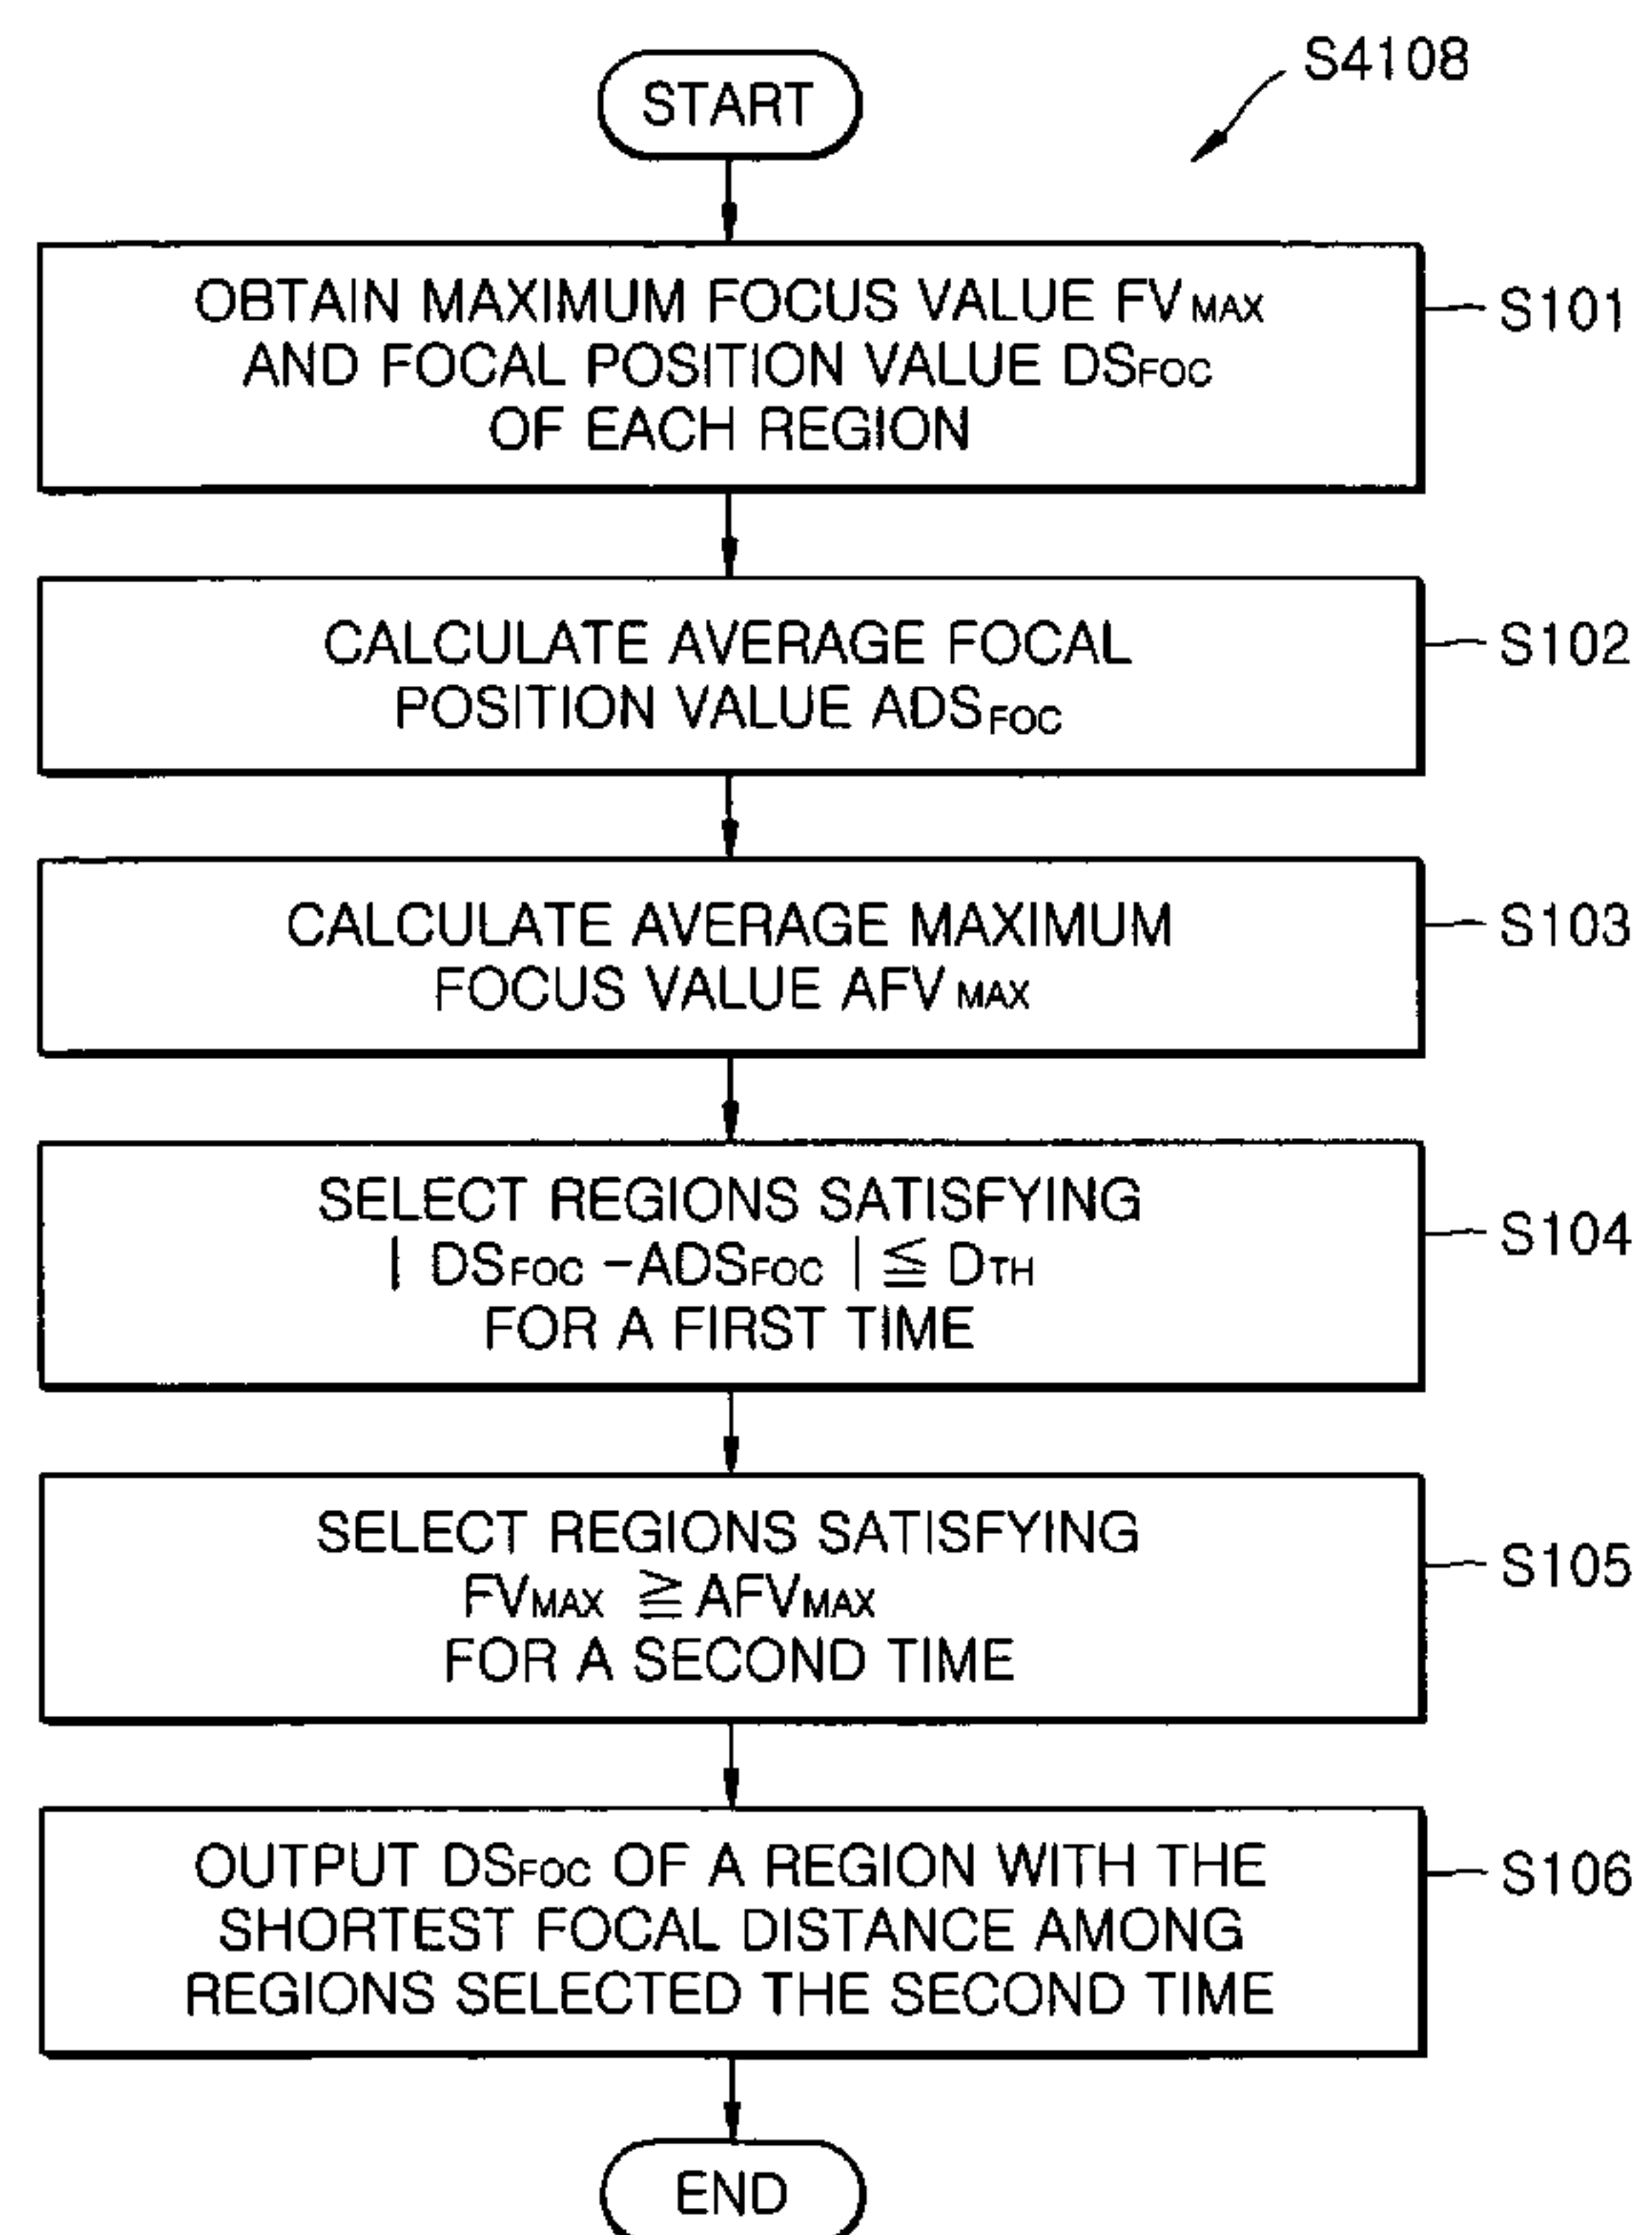 START
S4108
OBTAIN MAXIMUM FOCUS VALUE FVMAX
AND FOCAL POSITION VALUE DSFOC
OF EACH REGION
S101
CALCULATE AVERAGE FOCAL
POSITION VALUE ADSFOC
S102
CALCULATE AVERAGE MAXIMUM
FOCUS VALUE AFVMAX
S103
SELECT REGIONS SATISFYING
| DSFOC -ADSFOC | ≦ DTH
FOR A FIRST TIME
S104
SELECT REGIONS SATISFYING
FVMAX ≧ AFVMAX
FOR A SECOND TIME
S105
OUTPUT DSFOC OF A REGION WITH THE
SHORTEST FOCAL DISTANCE AMONG
REGIONS SELECTED THE SECOND TIME
S106
END